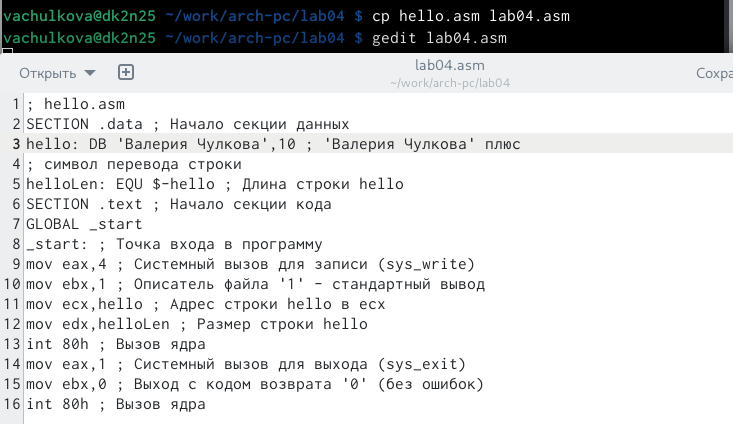 vachulkova@dk2n25 ~/work/arch-pc/lab04 $ cp hello.asm lab04.asm
vachulkova@dk2n25 ~/work/arch-pc/lab04 $ gedit lab04.asm
Открыть
lab04.asm
Сохра
~/work/arch-pc/lab04
1 ; hello.asm
2 SECTION .data ; Начало секции данных
3 hello: DB 'Валерия Чулкова',10 ; 'Валерия Чулкова' плюс
4 ; символ перевода строки
5 helloLen: EQU $-hello ; Длина строки hello
6 SECTION .text ; Начало секции кода
7 GLOBAL _start
8 _start: ; Точка входа в программу
9 mov eax,4 ; Системный вызов для записи (sys_write)
10 mov ebx,1 ; Описатель файла '1' - стандартный вывод
11 mov ecx,hello ; Адрес строки hello в ecx
12 mov edx,helloLen ; Размер строки hello
13 int 80h ; Вызов ядра
14 mov eax,1 ; Системный вызов для выхода (sys_exit)
15 mov ebx,0 ; Выход с кодом возврата '0' (без ошибок)
16 int 80h ; Вызов ядра